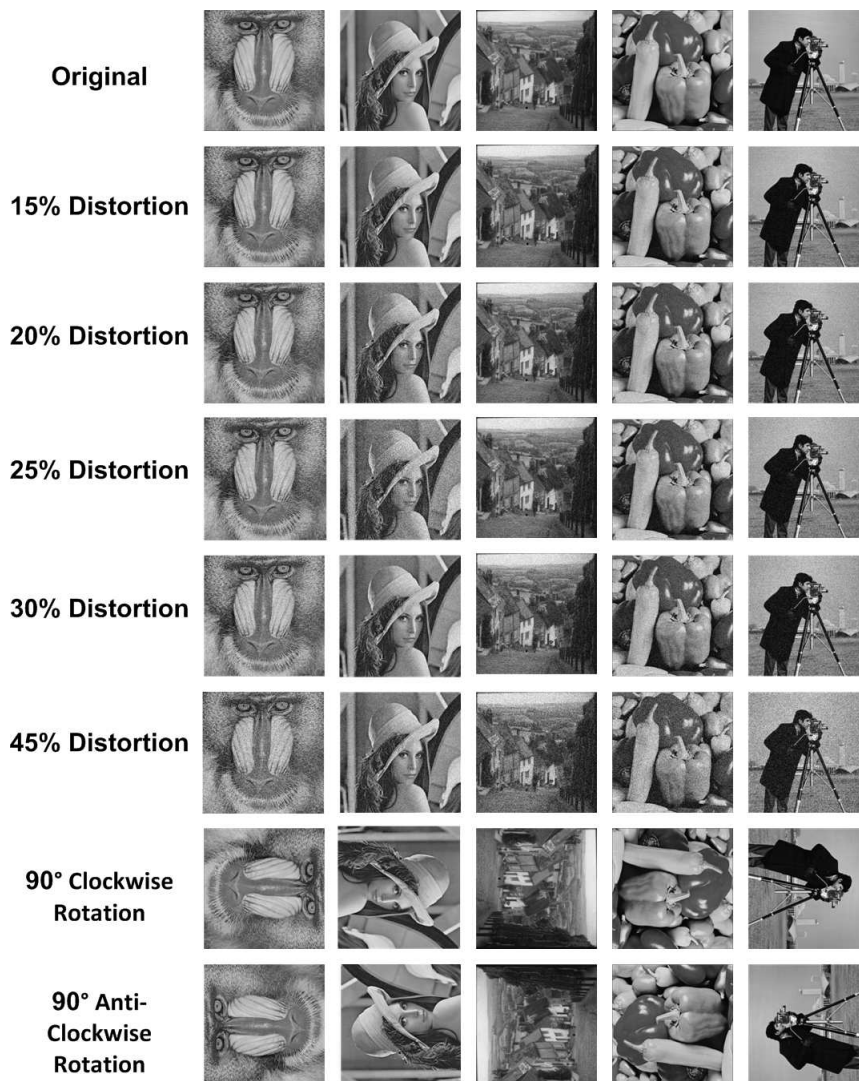 Original
15% Distortion
20% Distortion
25% Distortion
30% Distortion
45% Distortion
90° Clockwise
Rotation
90° Anti-
Clockwise
Rotation